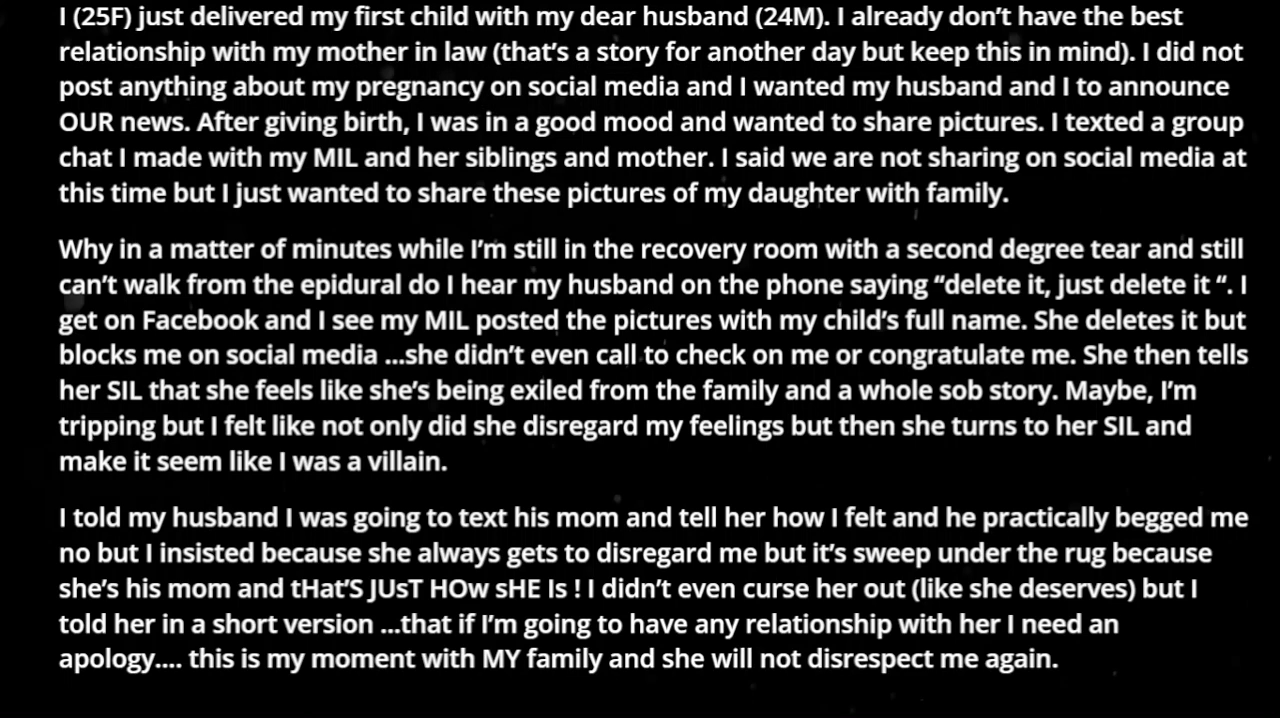 I (25F) just delivered my first child with my dear husband (24M). I already don’t have the best
relationship with my mother in law (that’s a story for another day but keep this in mind). I did not
post anything about my pregnancy on social media and I wanted my husband and I to announce
OUR news. After giving birth, I was in a good mood and wanted to share pictures. I texted a group
chat I made with my MIL and her siblings and mother. I said we are not sharing on social media at
this time but I just wanted to share these pictures of my daughter with family.
Why in a matter of minutes while I’m still in the recovery room with a second degree tear and still
can’t walk from the epidural do I hear my husband on the phone saying “delete it, just delete it “. I
get on Facebook and I see my MIL posted the pictures with my child’s full name. She deletes it but
blocks me on social media ...she didn’t even call to check on me or congratulate me. She then tells
her SIL that she feels like she’s being exiled from the family and a whole sob story. Maybe, I’m
tripping but I felt like not only did she disregard my feelings but then she turns to her SIL and
make it seem like I was a villain.
I told my husband I was going to text his mom and tell her how I felt and he practically begged me
no but I insisted because she always gets to disregard me but it’s sweep under the rug because
she’s his mom and tHat’S JUsT HOw sHE Is ! I didn’t even curse her out (like she deserves) but I
told her in a short version ...that if I’m going to have any relationship with her I need an
apology.... this is my moment with MY family and she will not disrespect me again.